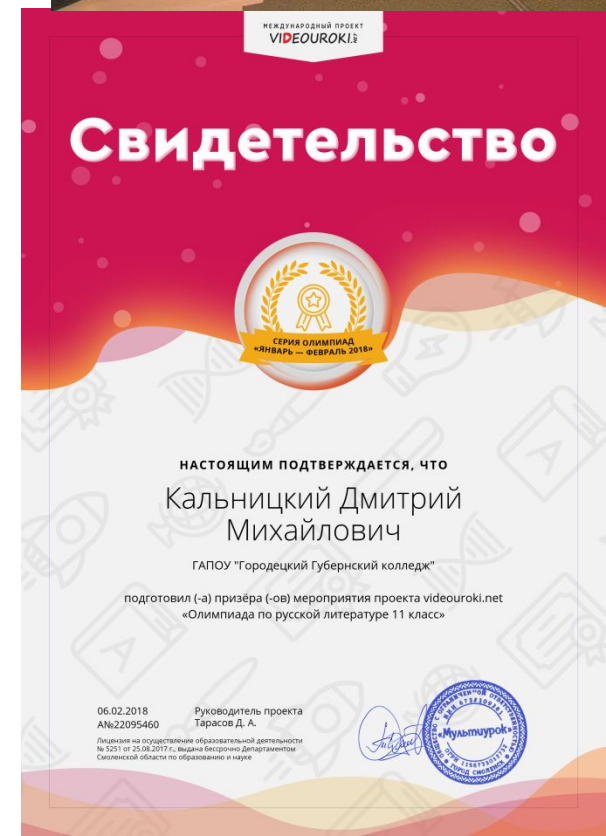 МЕЖДУНАРОДНЫЙ ПРОЕКТ
VIDEOUROKI.NET
Свидетельство
СЕРИЯ ОЛИМПИАД
«ЯНВАРЬ — ФЕВРАЛЬ 2018»
НАСТОЯЩИМ ПОДТВЕРЖДАЕТСЯ, ЧТО
Кальницкий Дмитрий
Михайлович
ГАПОУ "Городецкий Губернский колледж"
подготовил (-а) призёра (-ов) мероприятия проекта videouroki.net
«Олимпиада по русской литературе 11 класс»
06.02.2018
А№22095460
Руководитель проекта
Тарасов Д. А.
Лицензия на осуществление образовательной деятельности
№ 5251 от 25.08.2017 г., выдана бессрочно Департаментом
Смоленской области по образованию и науке
«Мультиурок»
ГОРОД СМОЛЕНСК